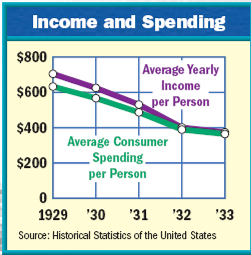 Income and Spending
$800
$600
$400
$200
0
Average Yearly
Income
per Person
Average Consumer
Spending
per Person
1929 '30 '31 '32 '33
Source: Historical Statistics of the United States